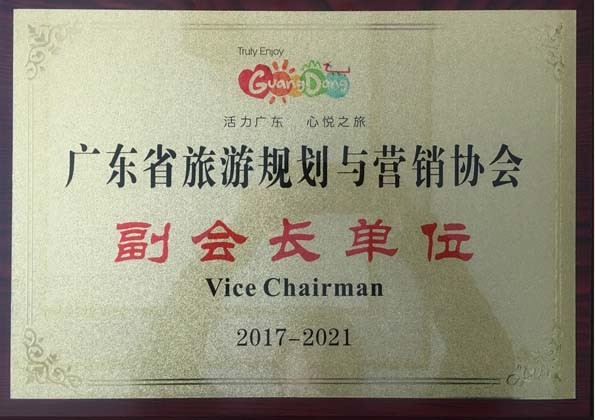 Truly Enjoy
GuangDong
活力广东 心悦之旅
广东省旅游规划与营销协会
副会长单位
Vice Chairman
2017-2021